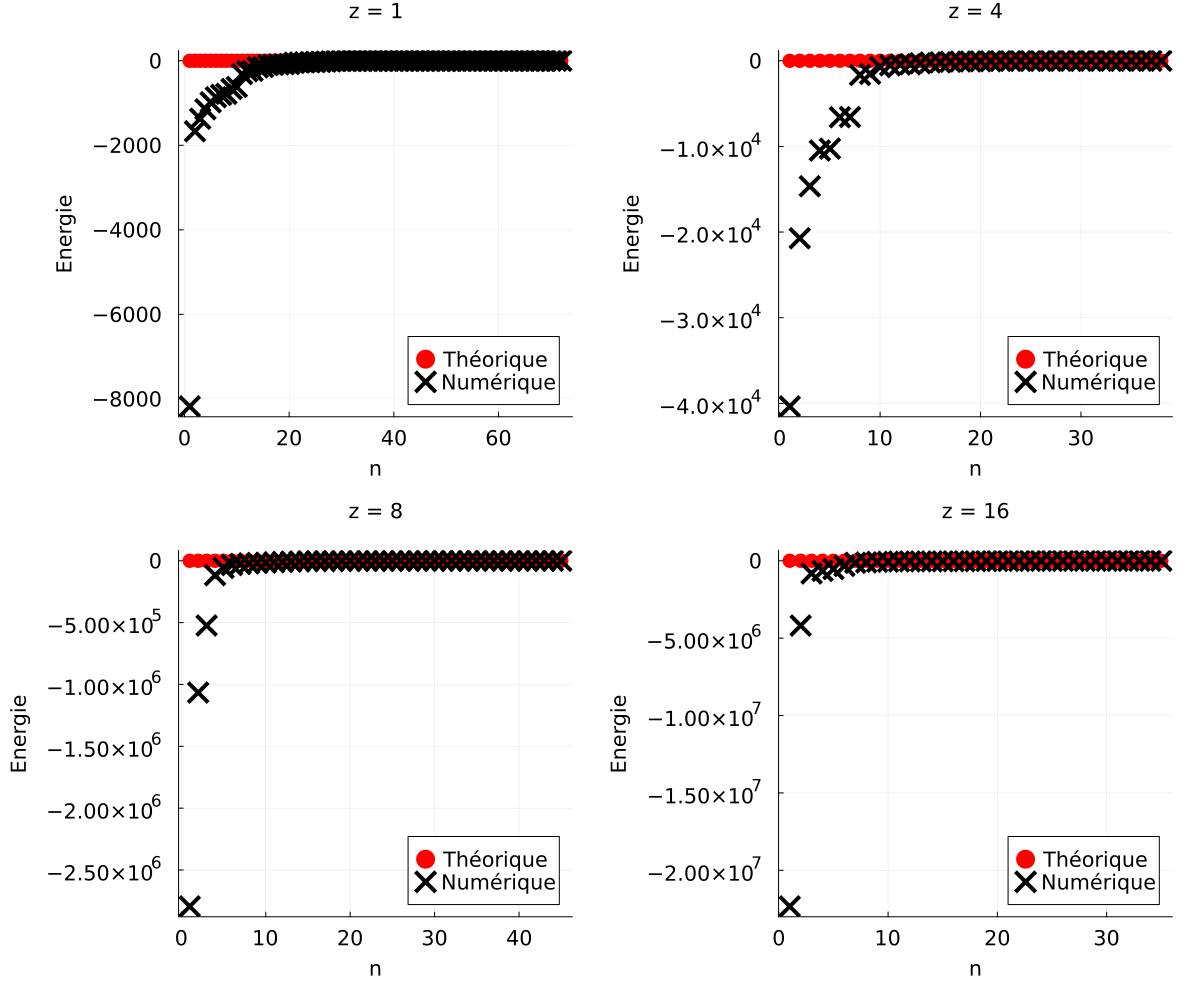 z = 1
0
−2000
−4000
−6000
−8000
Energie
0 20 40 60
n
Théorique
Numérique
z = 4
0
−1.0×10⁴
−2.0×10⁴
−3.0×10⁴
−4.0×10⁴
Energie
0 10 20 30
n
Théorique
Numérique
z = 8
0
−5.00×10⁵
−1.00×10⁶
−1.50×10⁶
−2.00×10⁶
−2.50×10⁶
Energie
0 10 20 30 40
n
Théorique
Numérique
z = 16
0
−5.00×10⁶
−1.00×10⁷
−1.50×10⁷
−2.00×10⁷
Energie
0 10 20 30
n
Théorique
Numérique